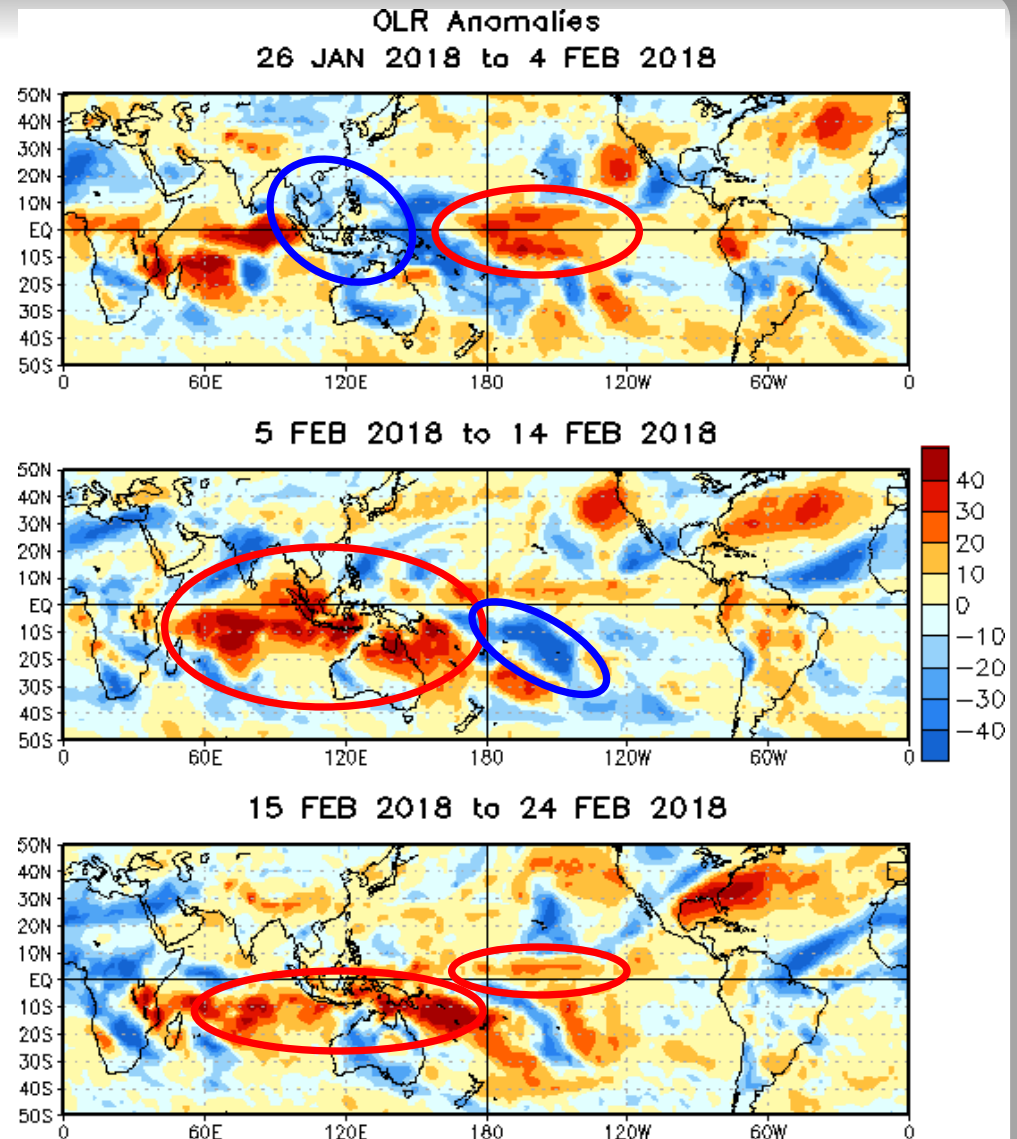 OLR Anomalies
26 JAN 2018 to 4 FEB 2018
50N
40N
30N
20N
10N
EQ
10S
20S
30S
40S
50S
0 60E 120E 180 120W 60W 0
5 FEB 2018 to 14 FEB 2018
50N
40N
30N
20N
10N
EQ
10S
20S
30S
40S
50S
0 60E 120E 180 120W 60W 0
40
30
20
10
0
-10
-20
-30
-40
15 FEB 2018 to 24 FEB 2018
50N
40N
30N
20N
10N
EQ
10S
20S
30S
40S
50S
0 60E 120E 180 120W 60W 0